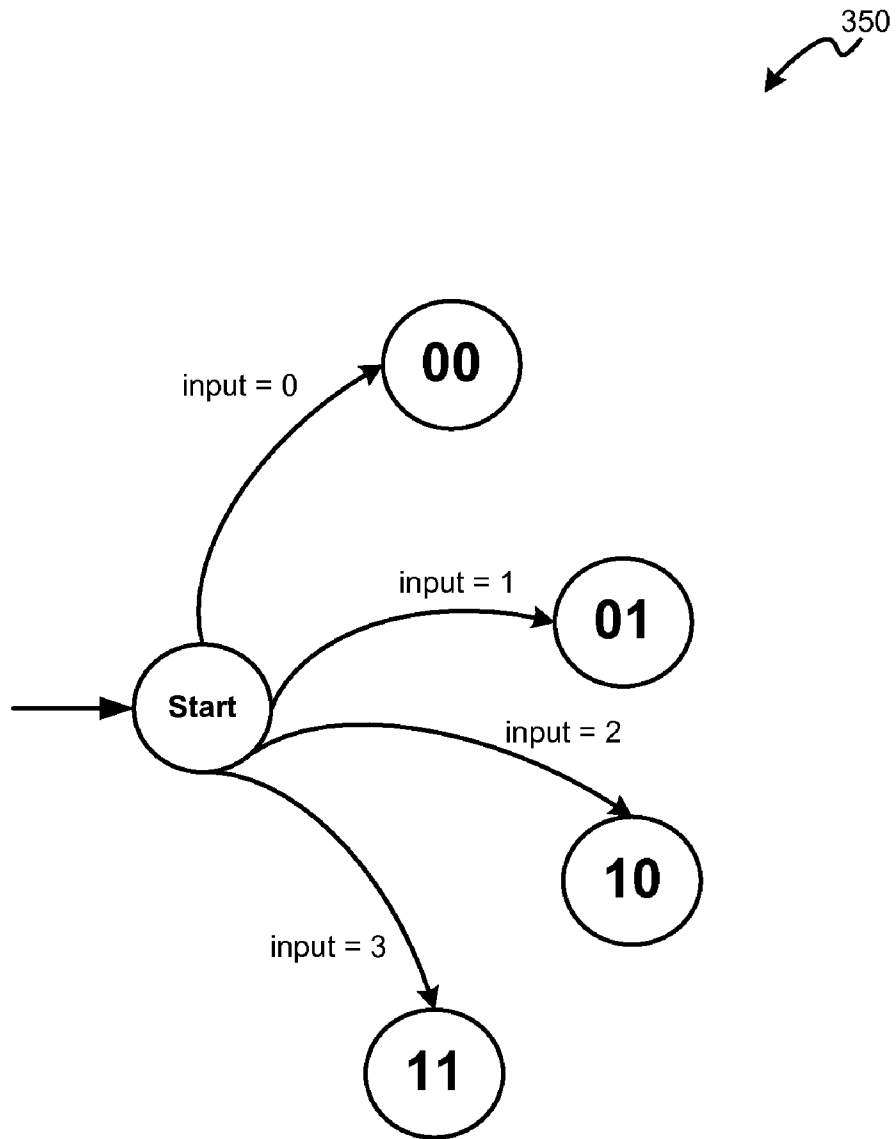 350
00
input = 0
input = 1
01
Start
input = 2
10
input = 3
11